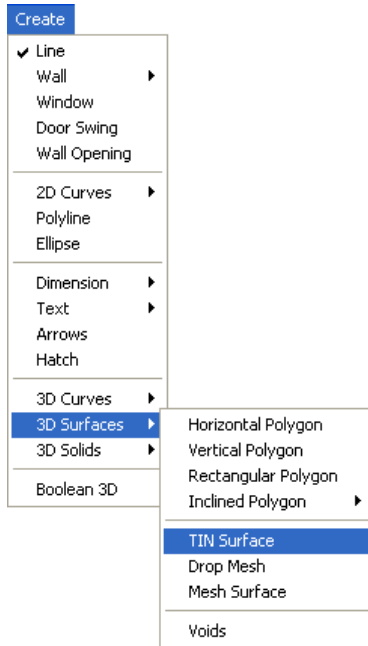 Create
Line
Wall
Window
Door Swing
Wall Opening
2D Curves
Polyline
Ellipse
Dimension
Text
Arrows
Hatch
3D Curves
3D Surfaces
3D Solids
Boolean 3D
Horizontal Polygon
Vertical Polygon
Rectangular Polygon
Inclined Polygon
TIN Surface
Drop Mesh
Mesh Surface
Voids